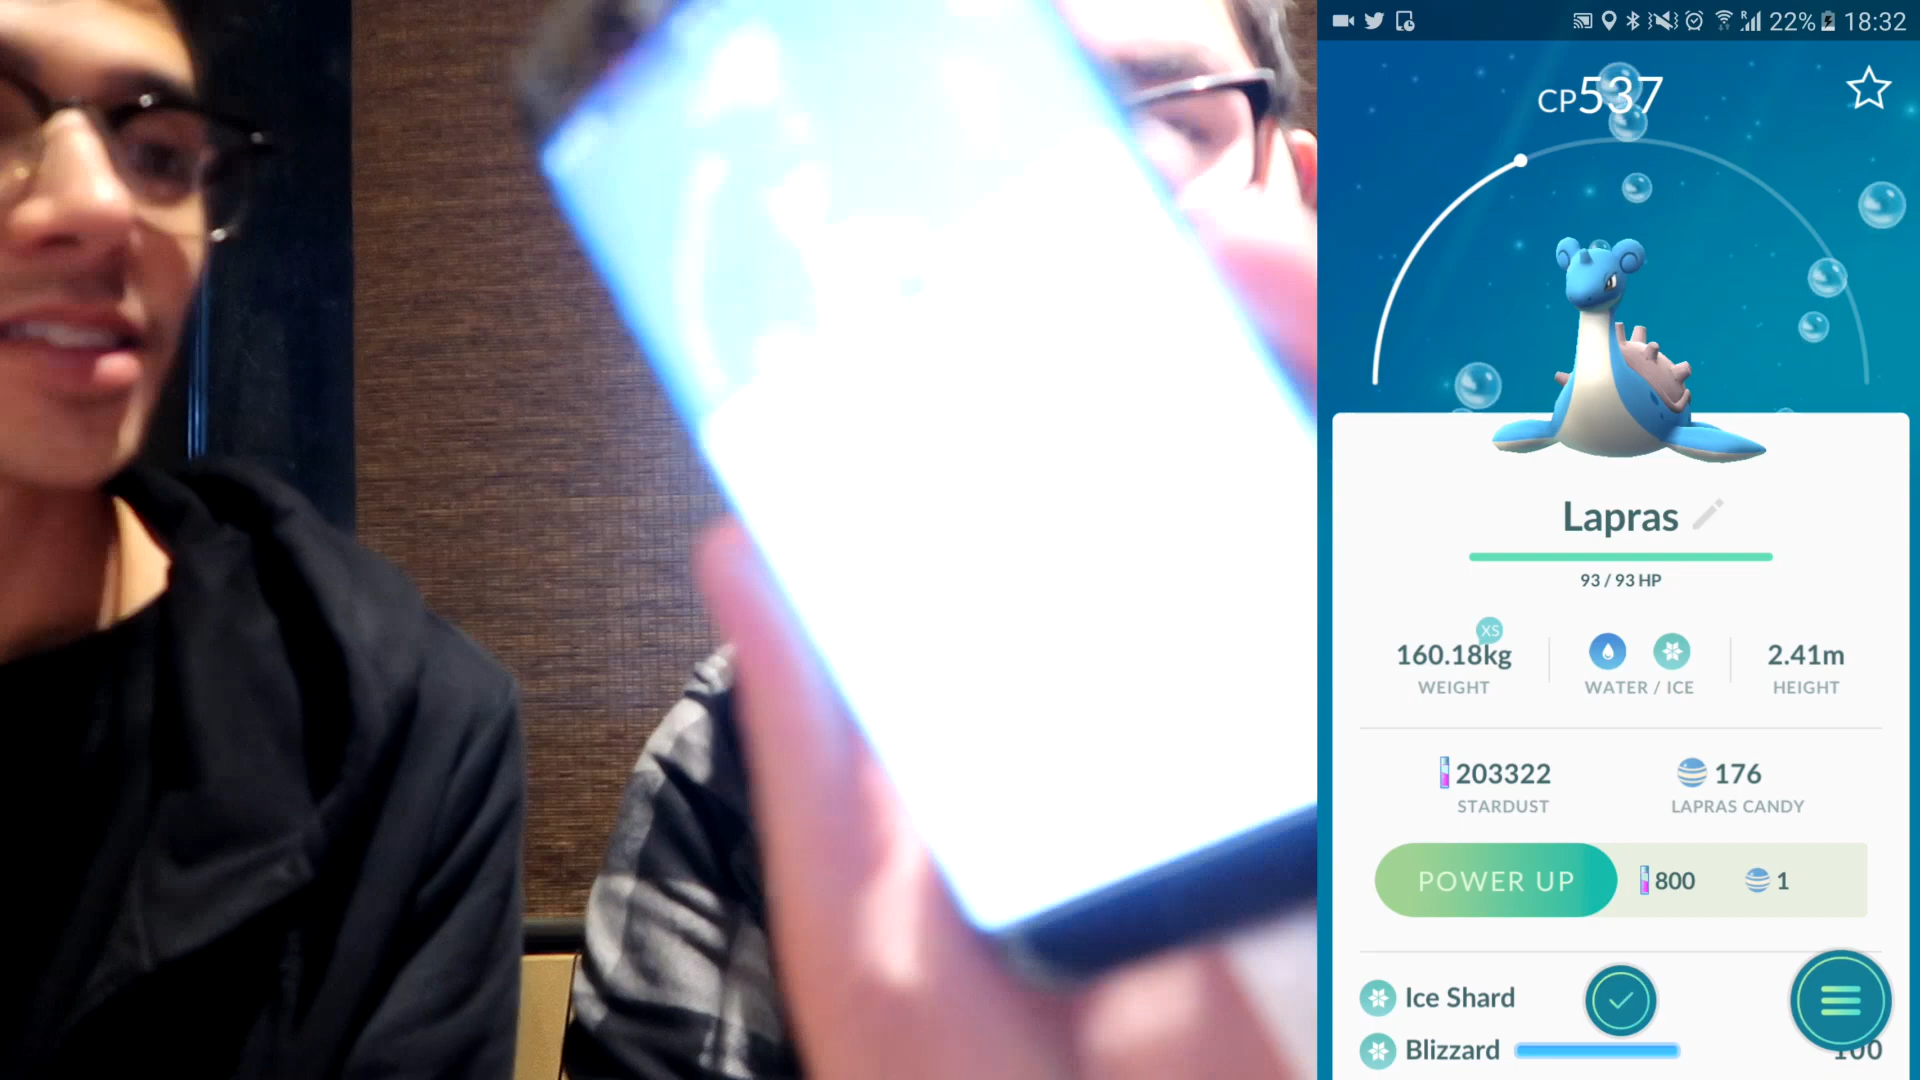 22% 18:32
CP537
Lapras
93 / 93 HP
XS
160.18kg
WEIGHT
WATER / ICE
2.41m
HEIGHT
203322
STARDUST
176
LAPRAS CANDY
POWER UP
800
1
Ice Shard
Blizzard
100